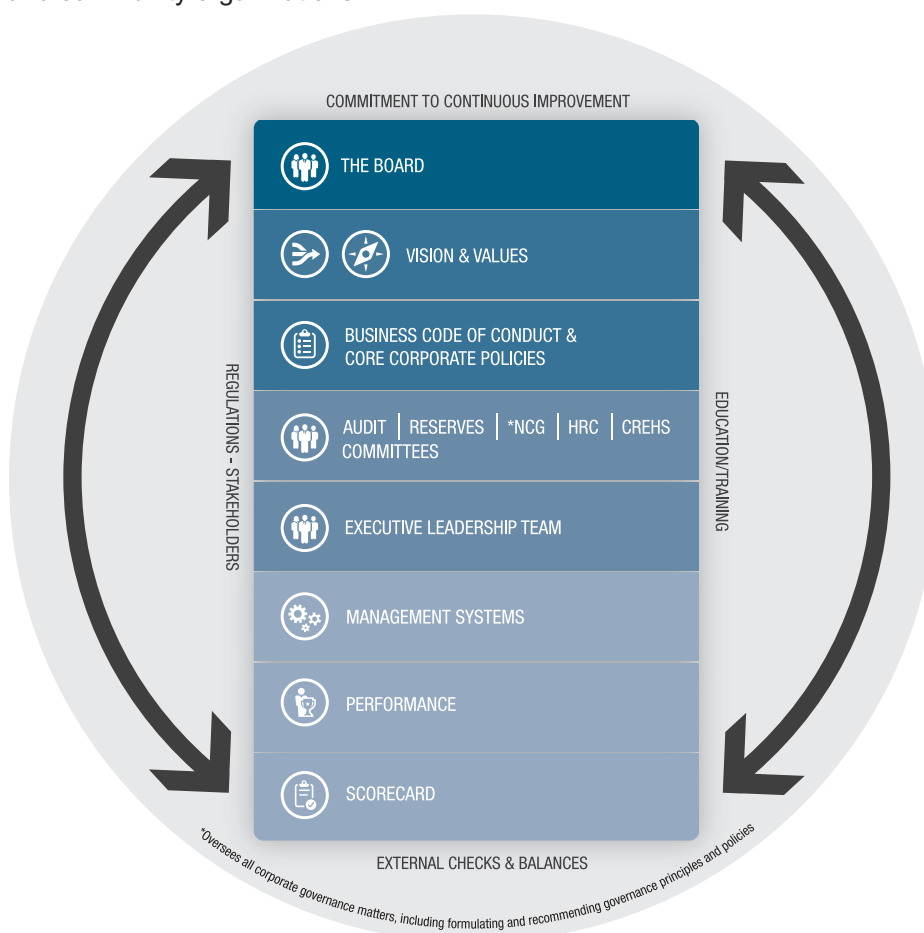 COMMITMENT TO CONTINUOUS IMPROVEMENT
THE BOARD
VISION & VALUES
BUSINESS CODE OF CONDUCT &
CORE CORPORATE POLICIES
REGULATIONS - STAKEHOLDERS
EDUCATION/TRAINING
AUDIT | RESERVES | *NCG | HRC | CREHS
COMMITTEES
EXECUTIVE LEADERSHIP TEAM
MANAGEMENT SYSTEMS
PERFORMANCE
SCORECARD
EXTERNAL CHECKS & BALANCES
*Oversees all corporate governance matters, including formulating and recommending governance principles and policies